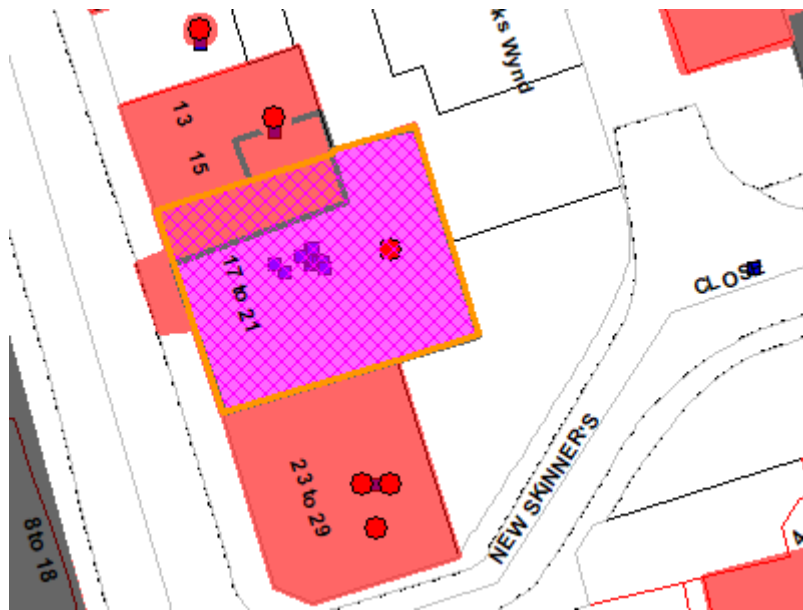 ks Wynd
13
15
17 to 21
CLOSE
23 to 29
NEW SKINNER'S
8 to 18